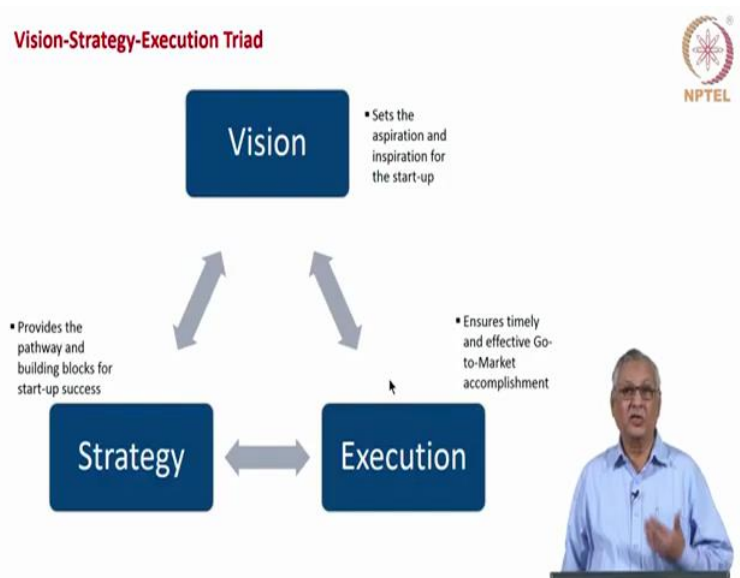 Vision-Strategy-Execution Triad
NPTEL
Vision
▪ Sets the
aspiration and
inspiration for
the start-up
▪ Provides the
pathway and
building blocks for
start-up success
▪ Ensures timely
and effective Go-
to-Market
accomplishment
Strategy
Execution